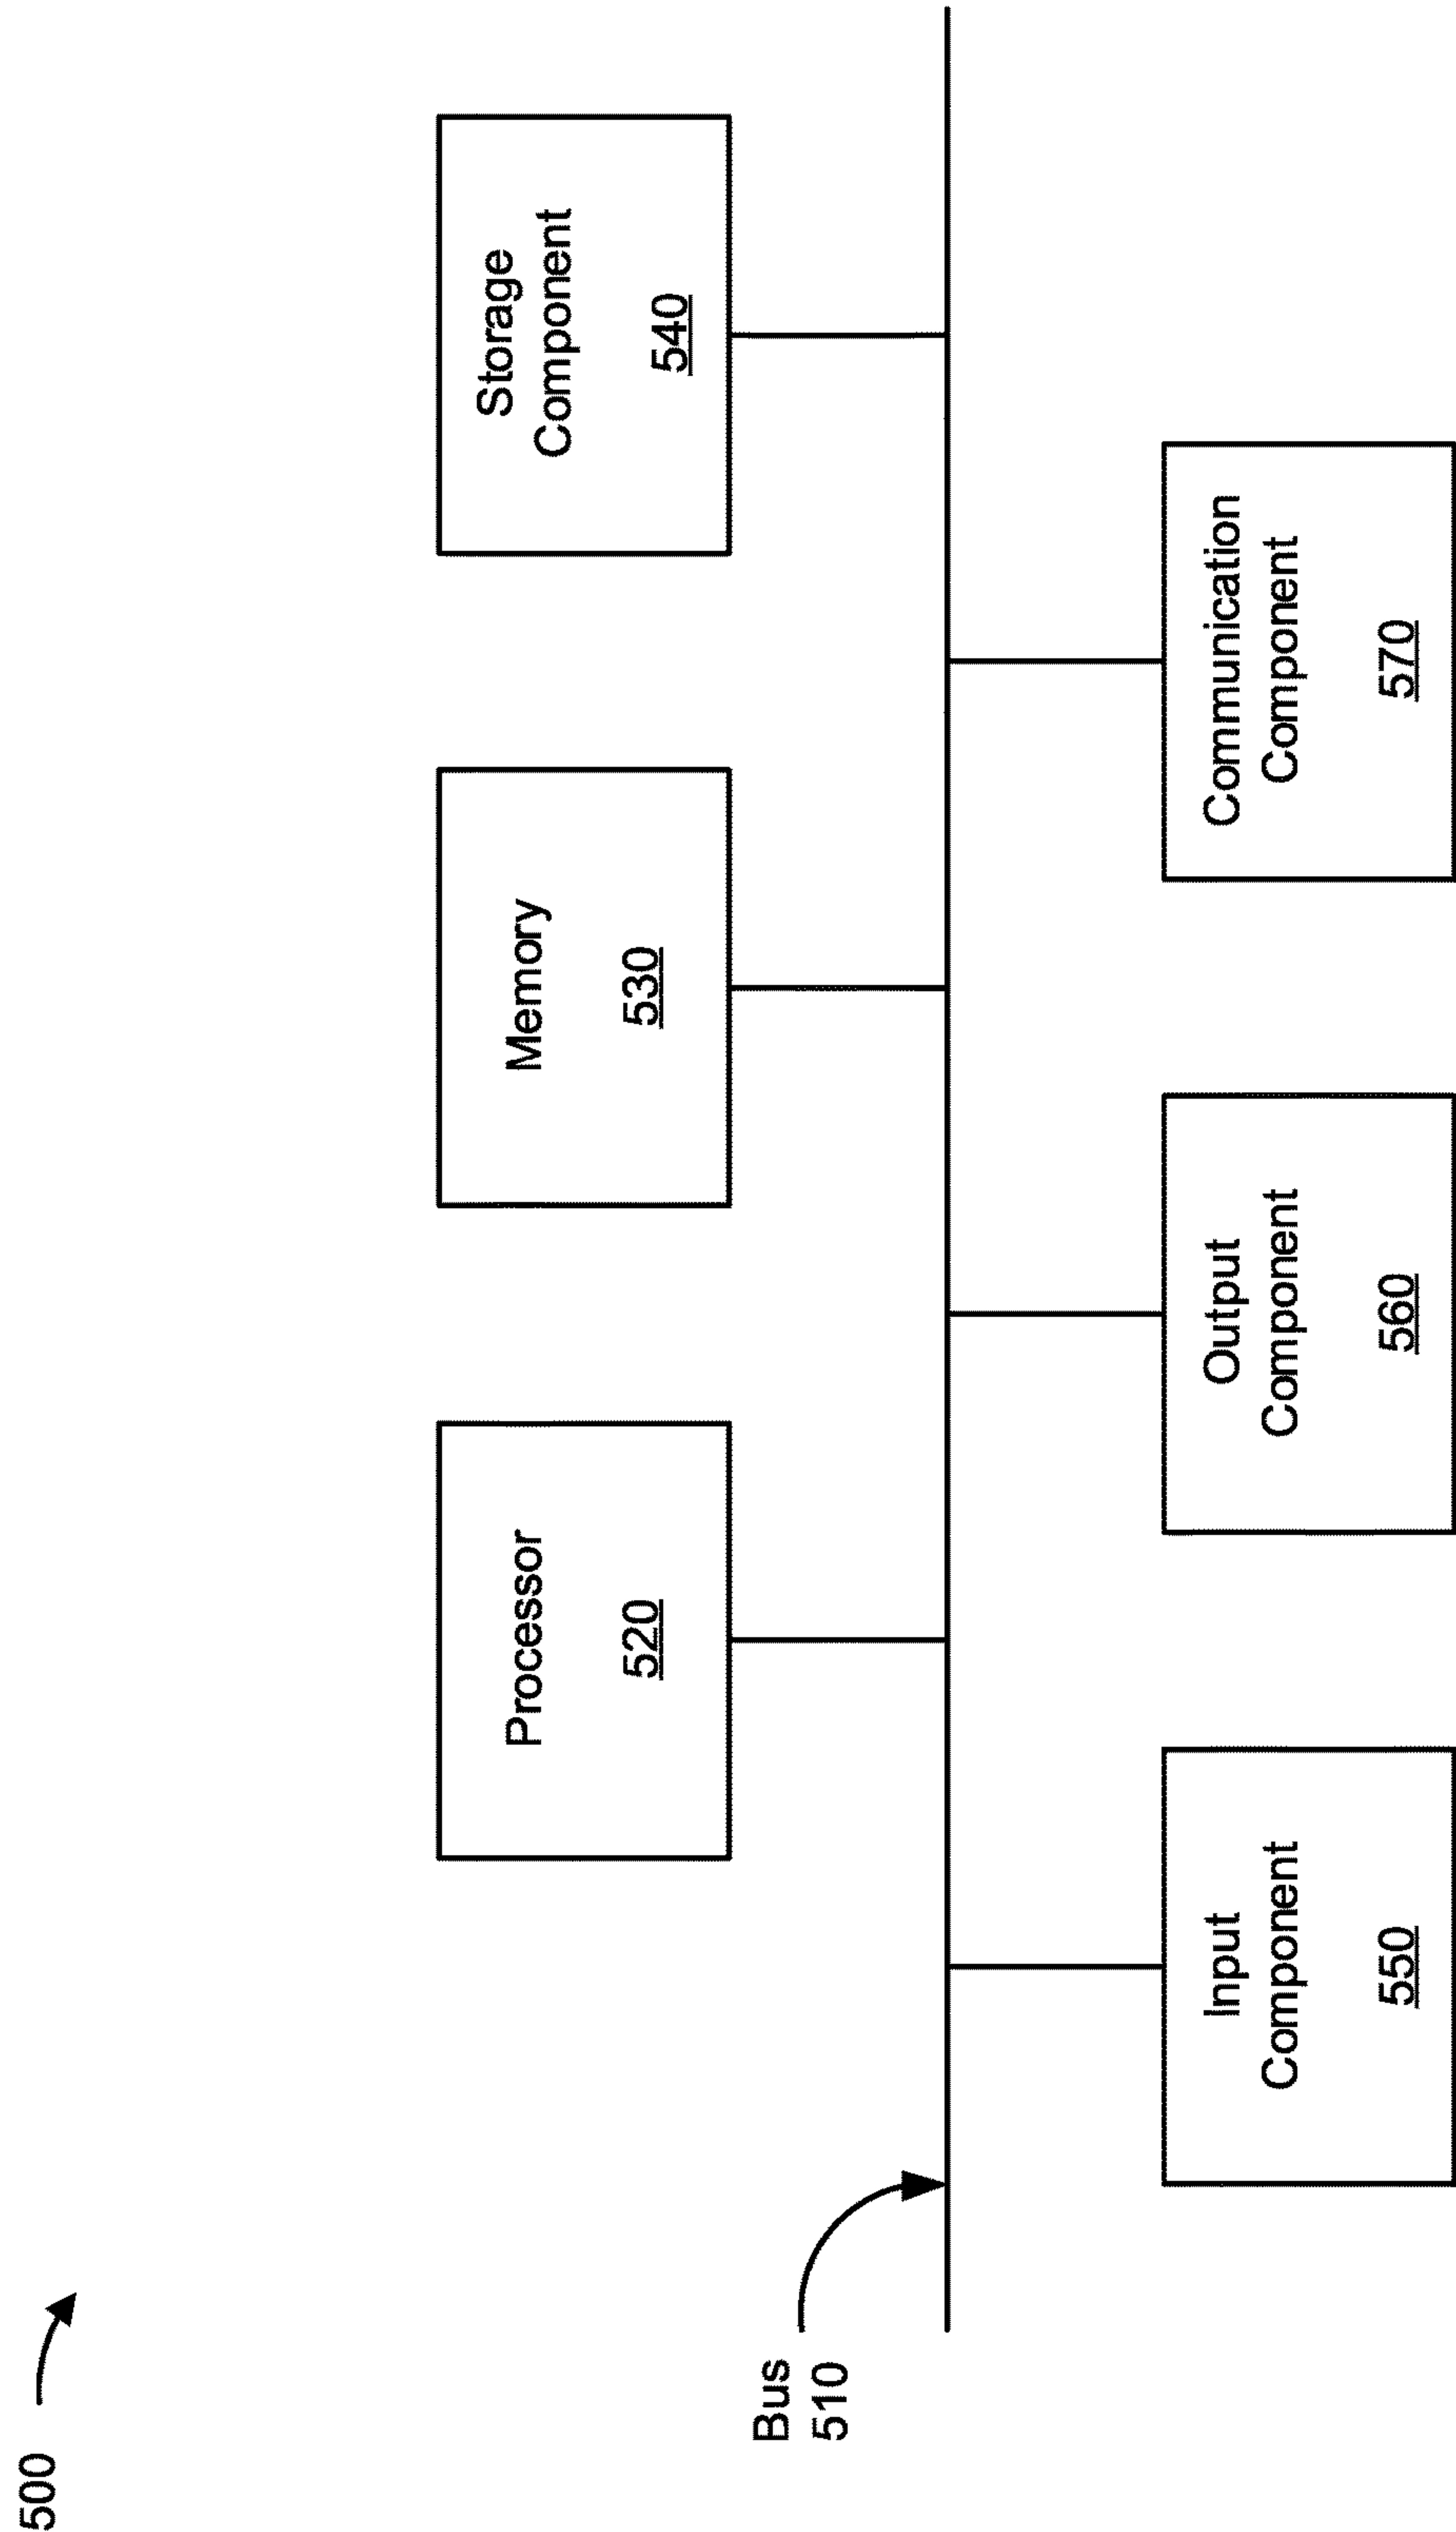 500
Bus
510
Processor
520
Memory
530
Storage
Component
540
Input
Component
550
Output
Component
560
Communication
Component
570